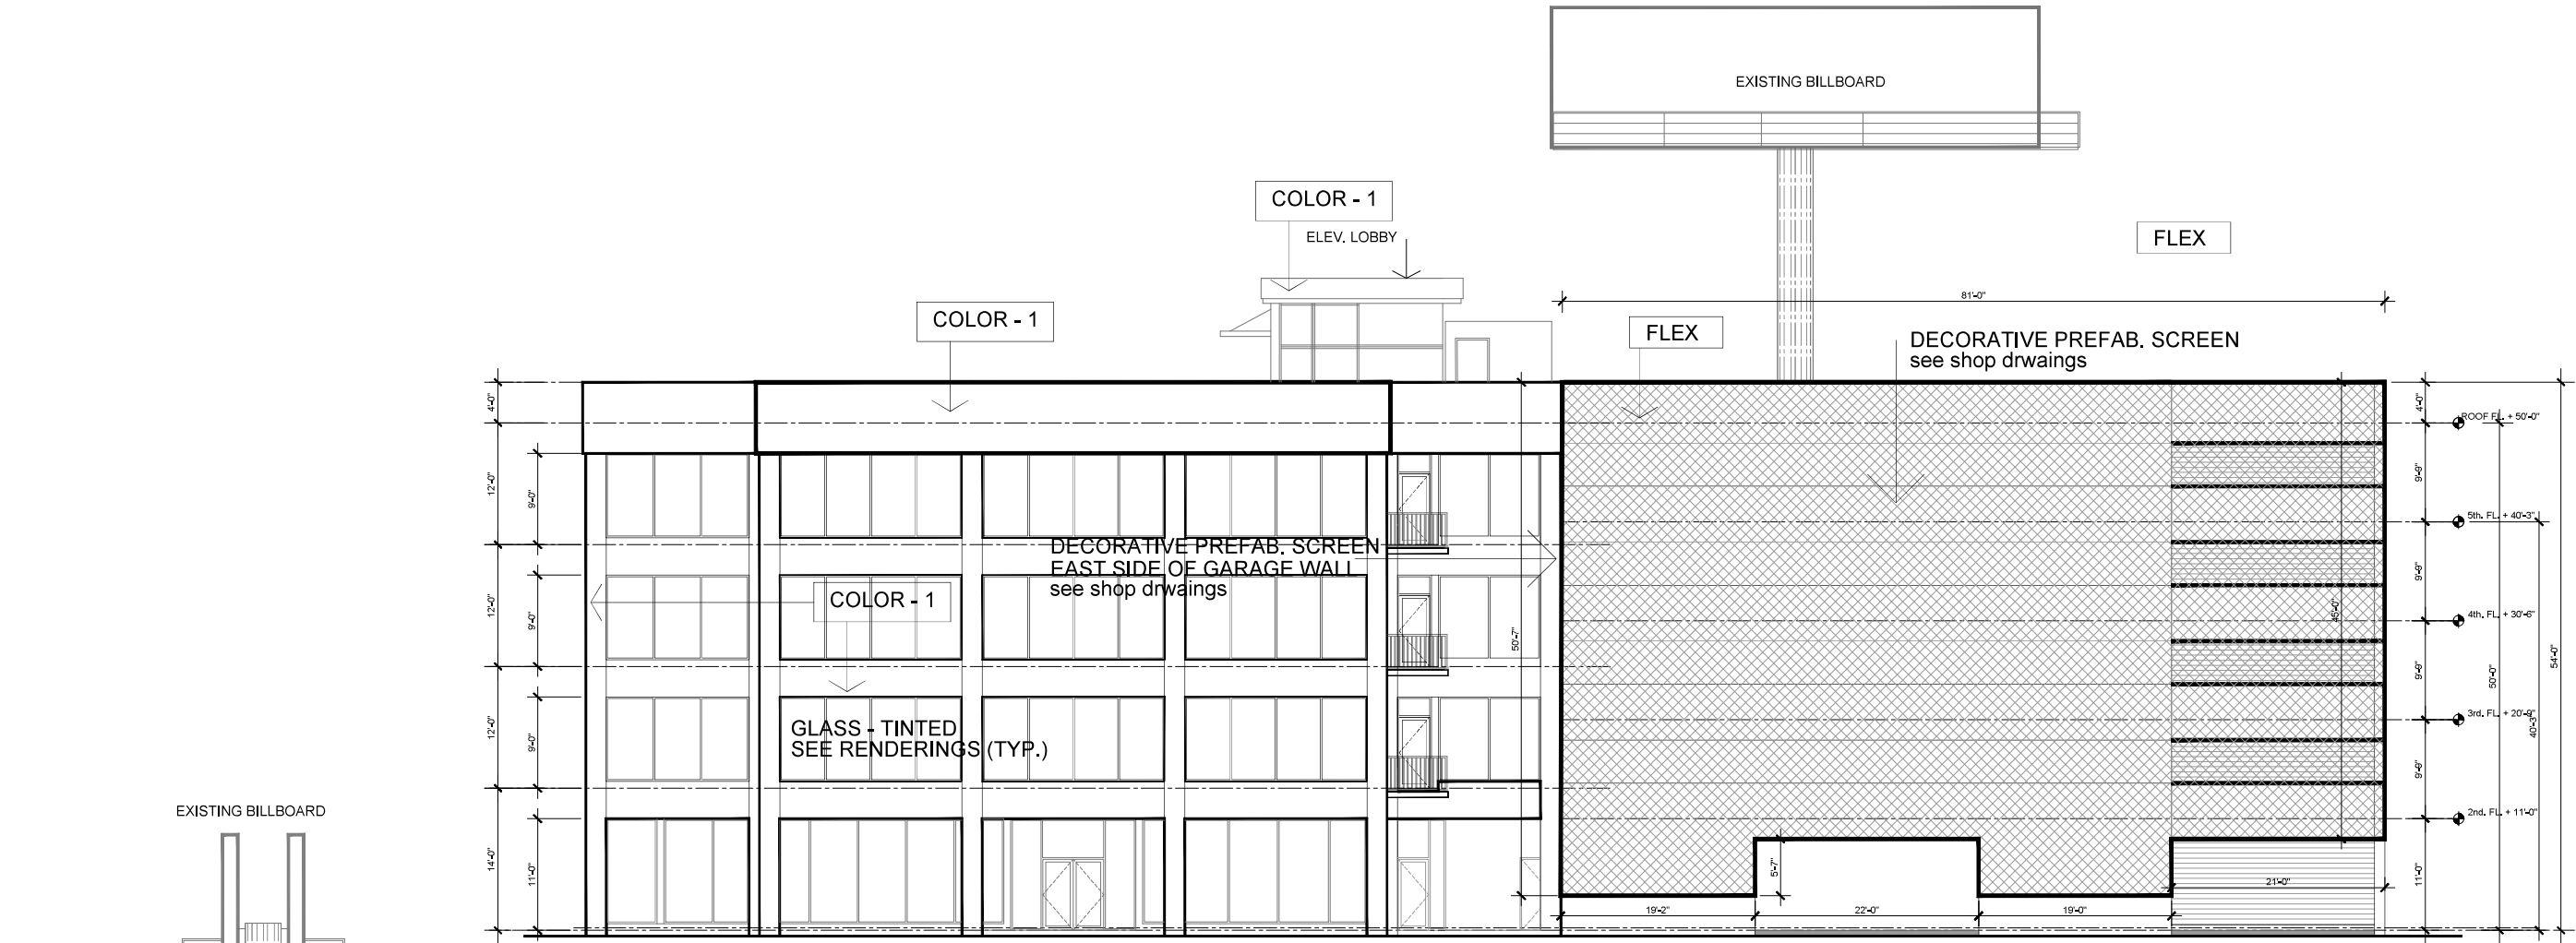 EXISTING BILLBOARD
COLOR - 1
ELEV. LOBBY
FLEX
81'-0"
COLOR - 1
FLEX
DECORATIVE PREFAB. SCREEN
see shop drwaings
4'-0"
12'-0"
9'-0"
12'-0"
9'-0"
12'-0"
9'-0"
14'-0"
11'-0"
DECORATIVE PREFAB. SCREEN
EAST SIDE OF GARAGE WALL
see shop drwaings
COLOR - 1
GLASS - TINTED
SEE RENDERINGS (TYP.)
EXISTING BILLBOARD
50'-7"
5'-7"
19'-2"
22'-0"
19'-0"
21'-0"
45'-0"
4'-0"
9'-9"
9'-9"
9'-9"
9'-9"
11'-0"
ROOF FL. + 50'-0"
5th. FL. + 40'-3"
4th. FL. + 30'-6"
3rd. FL. + 20'-9"
2nd. FL. + 11'-0"
50'-0"
40'-3"
54'-0"